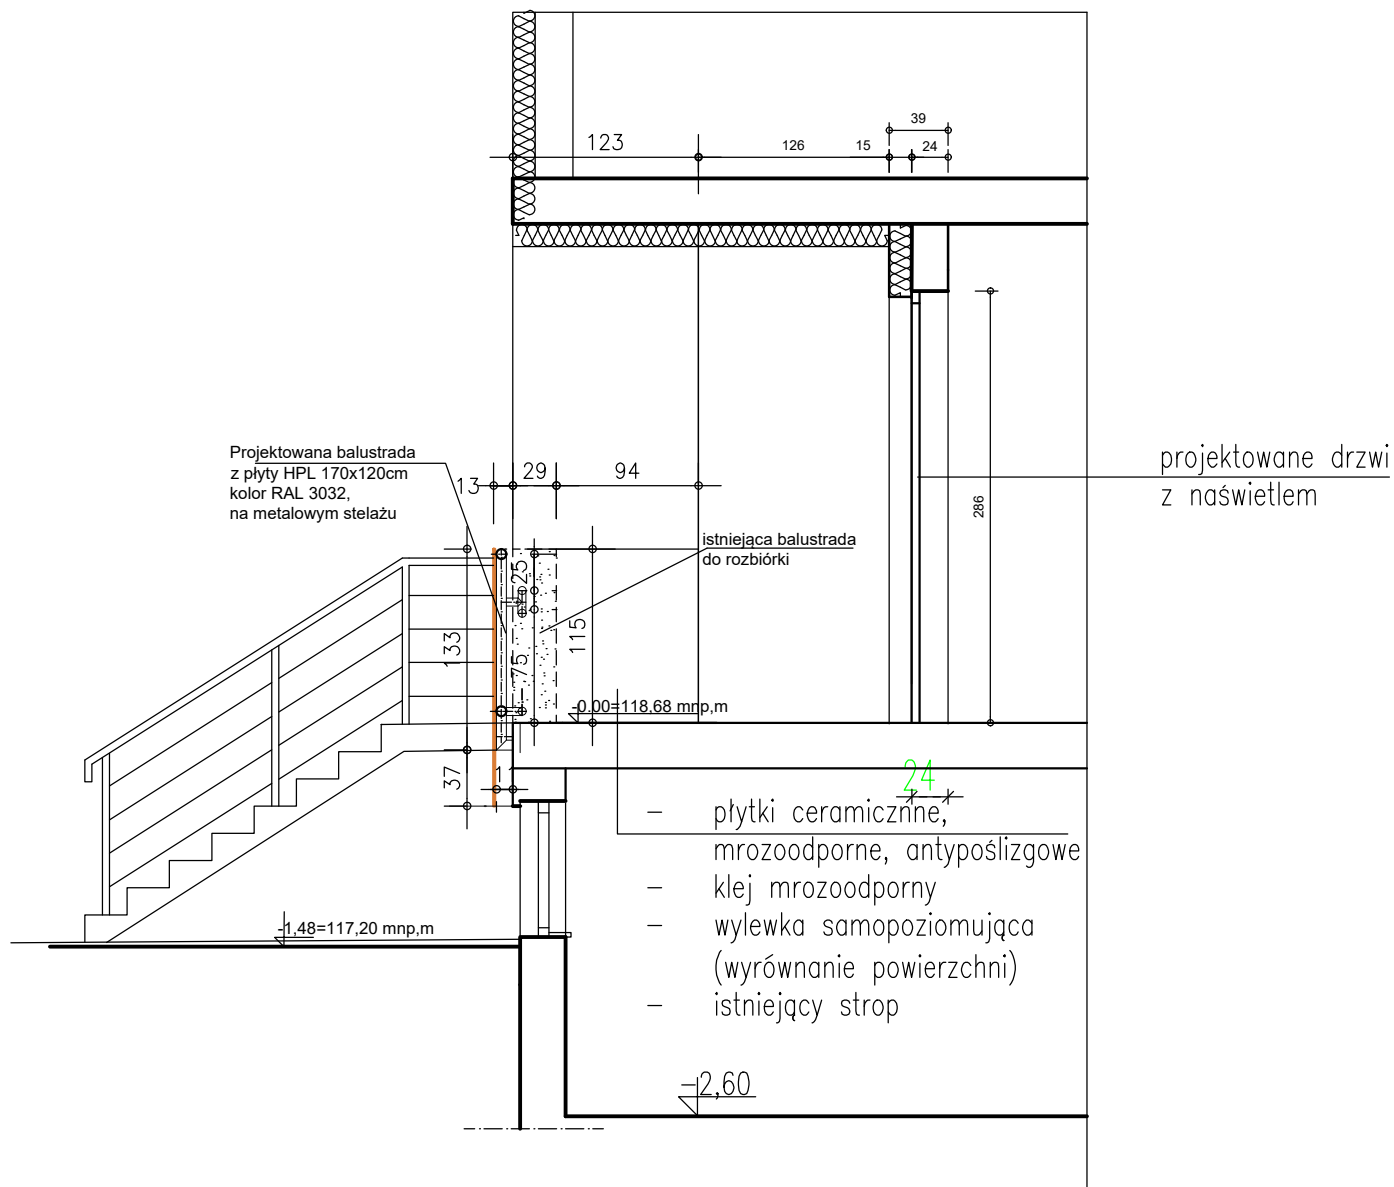 39
123
126
15
24
Projektowana balustrada
z płyty HPL 170x120cm
kolor RAL 3032,
na metalowym stelażu
13
29
94
projektowane drzwi
z naświetlem
286
istniejąca balustrada
do rozbiórki
25
133
115
75
-0.00=118,68 mnp,m
37
1
24
– płytki ceramicznne,
mrozoodporne, antypoślizgowe
– klej mrozoodporny
– wylewka samopoziomująca
(wyrównanie powierzchni)
– istniejący strop
-1,48=117,20 mnp,m
-2,60